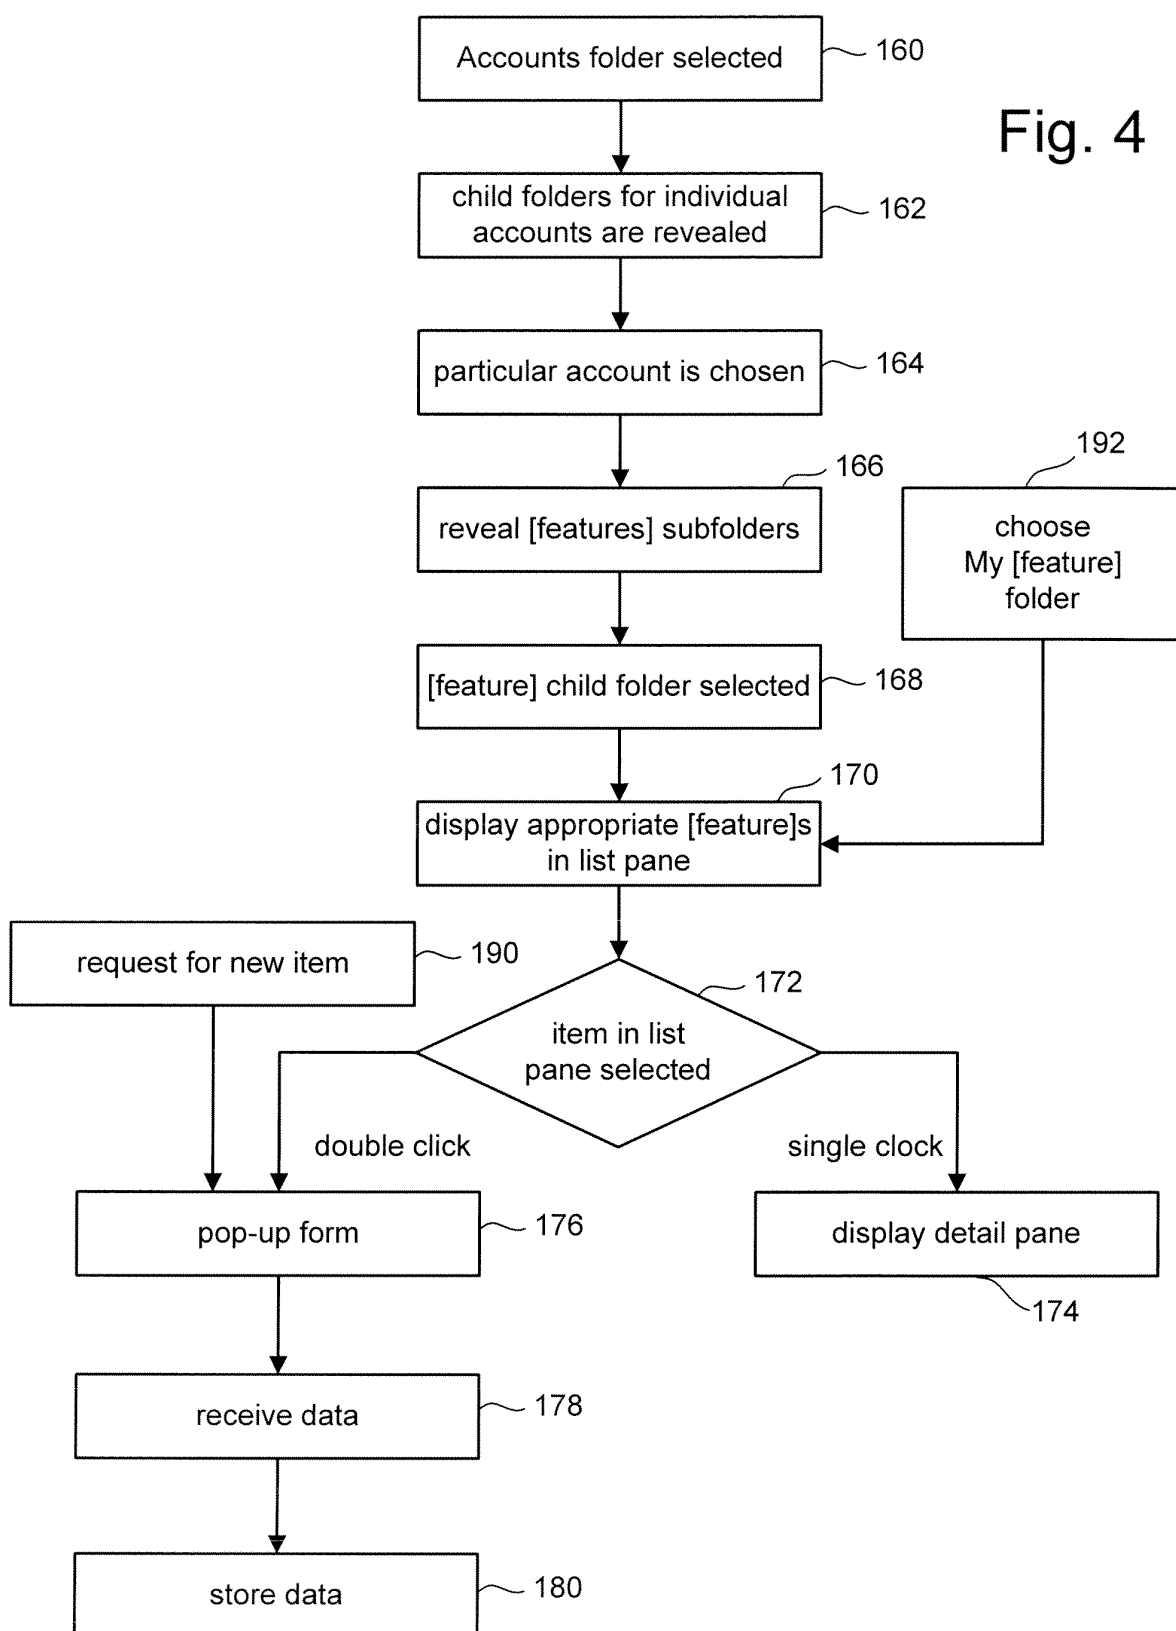 Accounts folder selected
160
Fig. 4
child folders for individual
accounts are revealed
162
particular account is chosen
164
166
reveal [features] subfolders
192
choose
My [feature]
folder
[feature] child folder selected
168
170
display appropriate [feature]s
in list pane
request for new item
190
172
item in list
pane selected
double click
single clock
pop-up form
176
display detail pane
174
receive data
178
store data
180